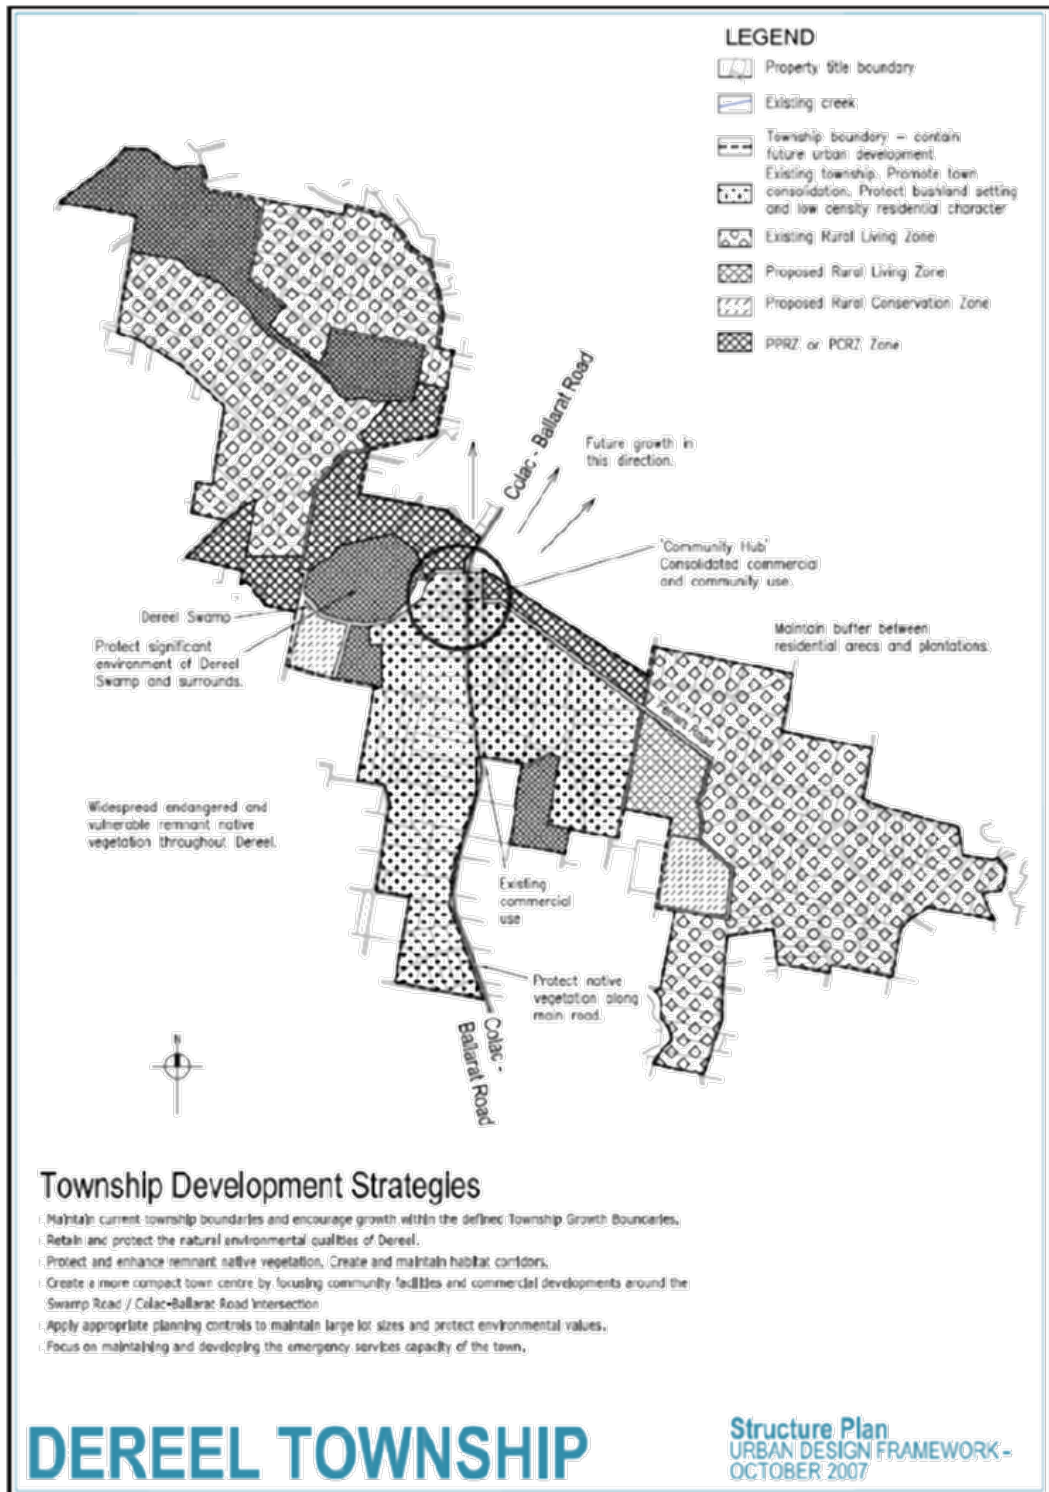 LEGEND
Property title boundary
Existing creek
Township boundary – contain
future urban development
Existing township. Promote town
consolidation. Protect bushland setting
and low density residential character
Existing Rural Living Zone
Proposed Rural Living Zone
Proposed Rural Conservation Zone
PPRZ or PCRZ Zone
Colac - Ballarat Road
Future growth in
this direction.
'Community Hub'
Consolidated commercial
and community use.
Dereel Swamp
Protect significant
environment of Dereel
Swamp and surrounds.
Maintain buffer between
residential areas and plantations.
Road
Widespread endangered and
vulnerable remnant native
vegetation throughout Dereel.
Existing
commercial
use
Protect native
vegetation along
main road.
Colac -
Ballarat Road
N
Township Development Strategies
Maintain current township boundaries and encourage growth within the defined Township Growth Boundaries.
Retain and protect the natural environmental qualities of Dereel.
Protect and enhance remnant native vegetation. Create and maintain habitat corridors.
Create a more compact town centre by focusing community facilities and commercial developments around the
Swamp Road / Colac-Ballarat Road intersection
Apply appropriate planning controls to maintain large lot sizes and protect environmental values.
Focus on maintaining and developing the emergency services capacity of the town.
DEREEL TOWNSHIP
Structure Plan
URBAN DESIGN FRAMEWORK -
OCTOBER 2007